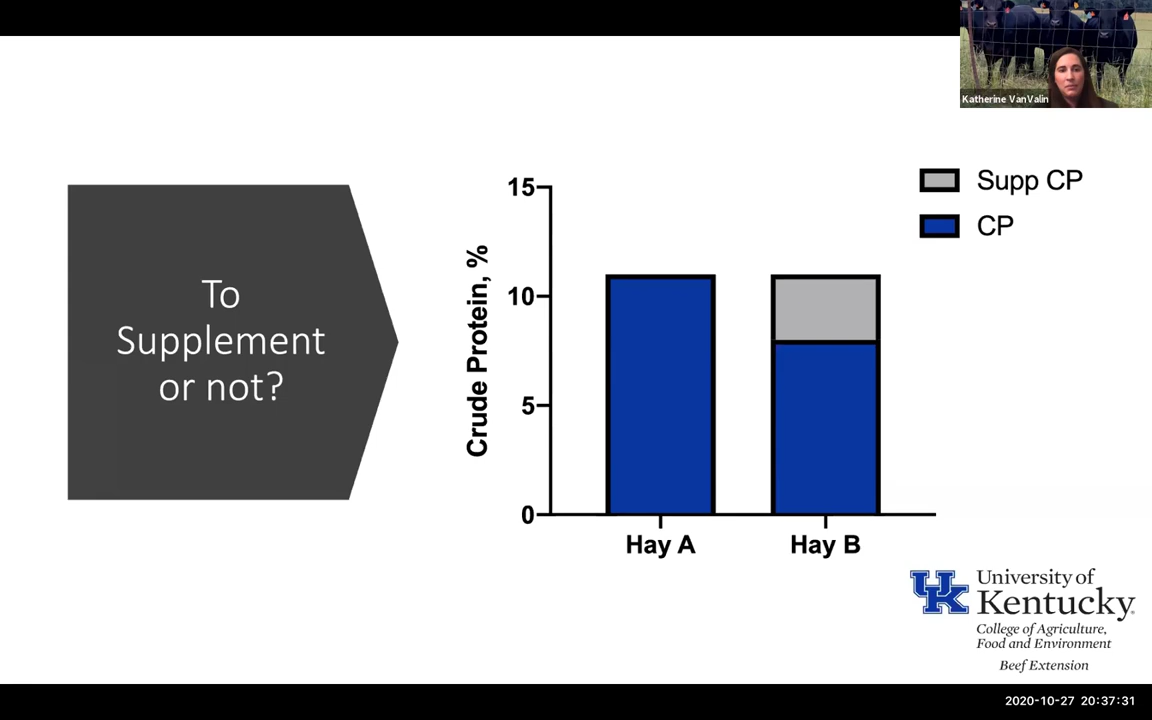 Katherine VanValin
To
Supplement
or not?
Crude Protein, %
15
10
5
0
Hay A
Hay B
Supp CP
CP
UK
University of
Kentucky
College of Agriculture,
Food and Environment
Beef Extension
2020-10-27 20:37:31